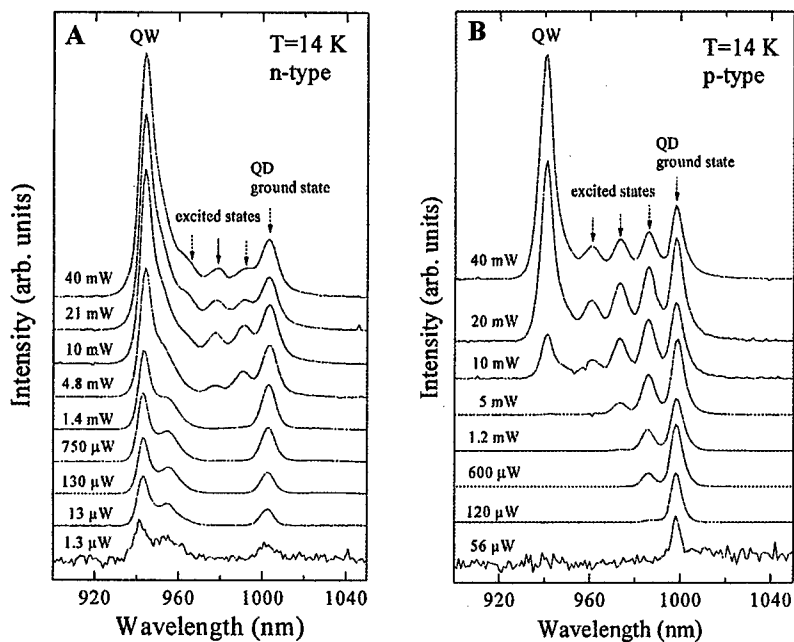 A
QW
T=14 K
n-type
QD
ground state
excited states
40 mW
21 mW
10 mW
4.8 mW
1.4 mW
750 μW
130 μW
13 μW
1.3 μW
Intensity (arb. units)
920 960 1000 1040
Wavelength (nm)
B
QW
T=14 K
p-type
QD
ground state
excited states
40 mW
20 mW
10 mW
5 mW
1.2 mW
600 μW
120 μW
56 μW
Intensity (arb. units)
920 960 1000 1040
Wavelength (nm)